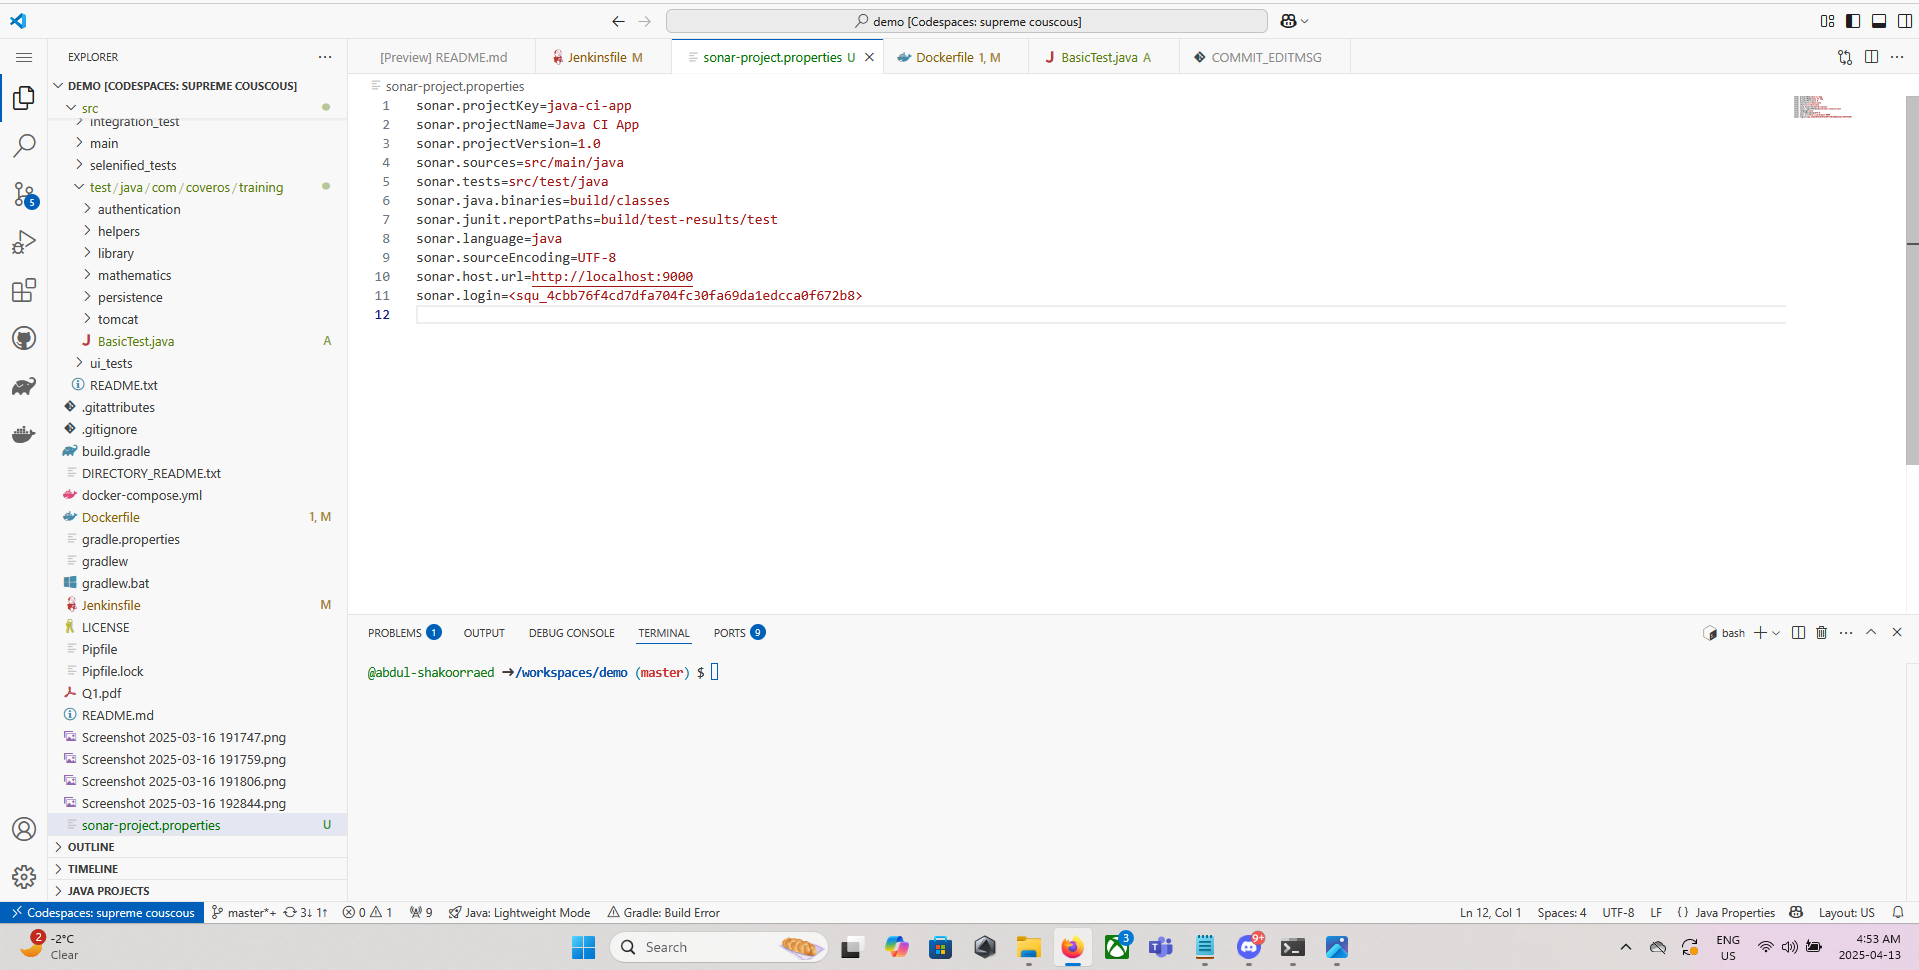 demo [Codespaces: supreme couscous]
EXPLORER
DEMO [CODESPACES: SUPREME COUSCOUS]
src
integration_test
main
selenified_tests
test/java/com/coveros/training
authentication
helpers
library
mathematics
persistence
tomcat
BasicTest.java A
ui_tests
README.txt
.gitattributes
.gitignore
build.gradle
DIRECTORY_README.txt
docker-compose.yml
Dockerfile 1, M
gradle.properties
gradlew
gradlew.bat
Jenkinsfile M
LICENSE
Pipfile
Pipfile.lock
Q1.pdf
README.md
Screenshot 2025-03-16 191747.png
Screenshot 2025-03-16 191759.png
Screenshot 2025-03-16 191806.png
Screenshot 2025-03-16 192844.png
sonar-project.properties U
OUTLINE
TIMELINE
JAVA PROJECTS
5
[Preview] README.md Jenkinsfile M sonar-project.properties U Dockerfile 1, M BasicTest.java A COMMIT_EDITMSG
sonar-project.properties
1 sonar.projectKey=java-ci-app
2 sonar.projectName=Java CI App
3 sonar.projectVersion=1.0
4 sonar.sources=src/main/java
5 sonar.tests=src/test/java
6 sonar.java.binaries=build/classes
7 sonar.junit.reportPaths=build/test-results/test
8 sonar.language=java
9 sonar.sourceEncoding=UTF-8
10 sonar.host.url=http://localhost:9000
11 sonar.login=<squ_4cbb76f4cd7dfa704fc30fa69da1edcca0f672b8>
12
PROBLEMS 1 OUTPUT DEBUG CONSOLE TERMINAL PORTS 9 bash
@abdul-shakoorraed ➜/workspaces/demo (master) $
Codespaces: supreme couscous master*+ 3↓ 1↑ 0 1 9 Java: Lightweight Mode Gradle: Build Error Ln 12, Col 1 Spaces: 4 UTF-8 LF {} Java Properties Layout: US
2
-2°C
Clear
Search
3
9+
ENG
US
4:53 AM
2025-04-13